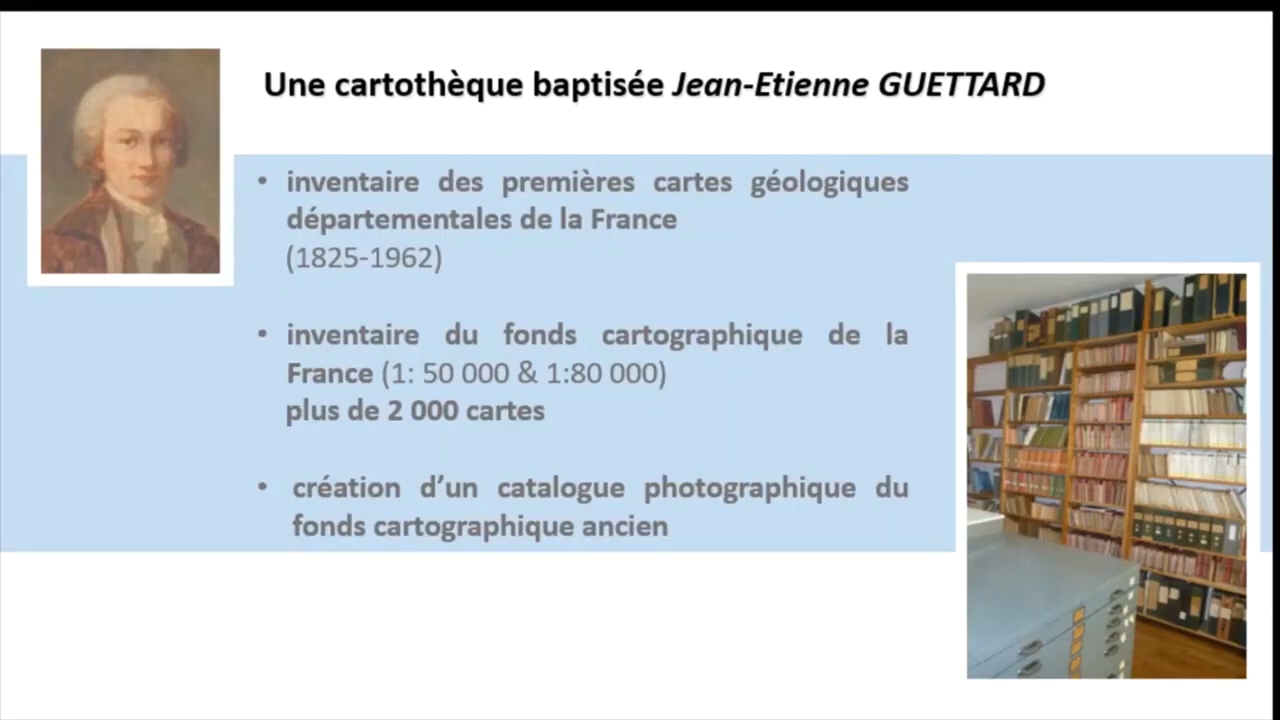 Une cartothèque baptisée Jean-Etienne GUETTARD
• inventaire des premières cartes géologiques
départementales de la France
(1825-1962)
• inventaire du fonds cartographique de la
France (1: 50 000 & 1:80 000)
plus de 2 000 cartes
• création d’un catalogue photographique du
fonds cartographique ancien